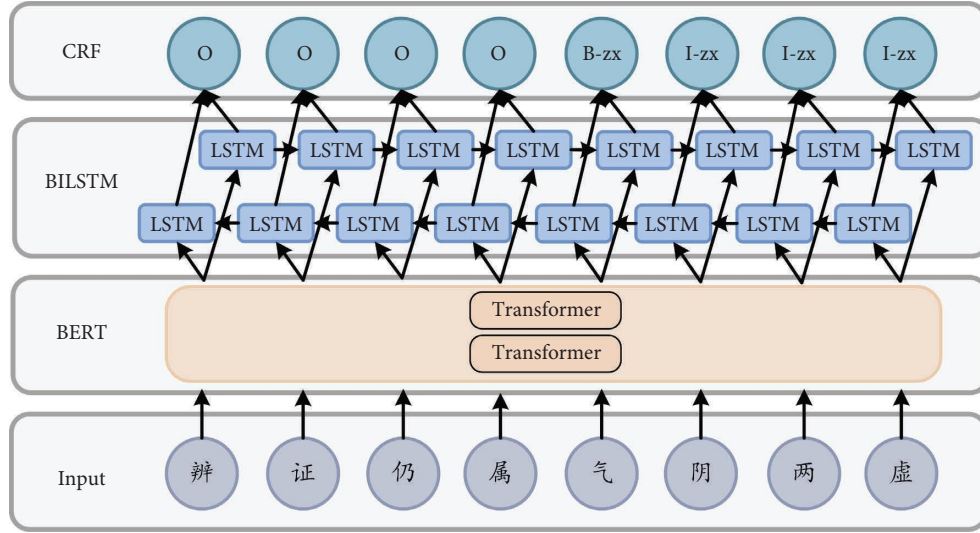 CRF O O O O B-zx I-zx I-zx I-zx
LSTM LSTM LSTM LSTM LSTM LSTM LSTM LSTM
BILSTM
LSTM LSTM LSTM LSTM LSTM LSTM LSTM LSTM
Transformer
BERT
Transformer
Input 辨 证 仍 属 气 阴 两 虚